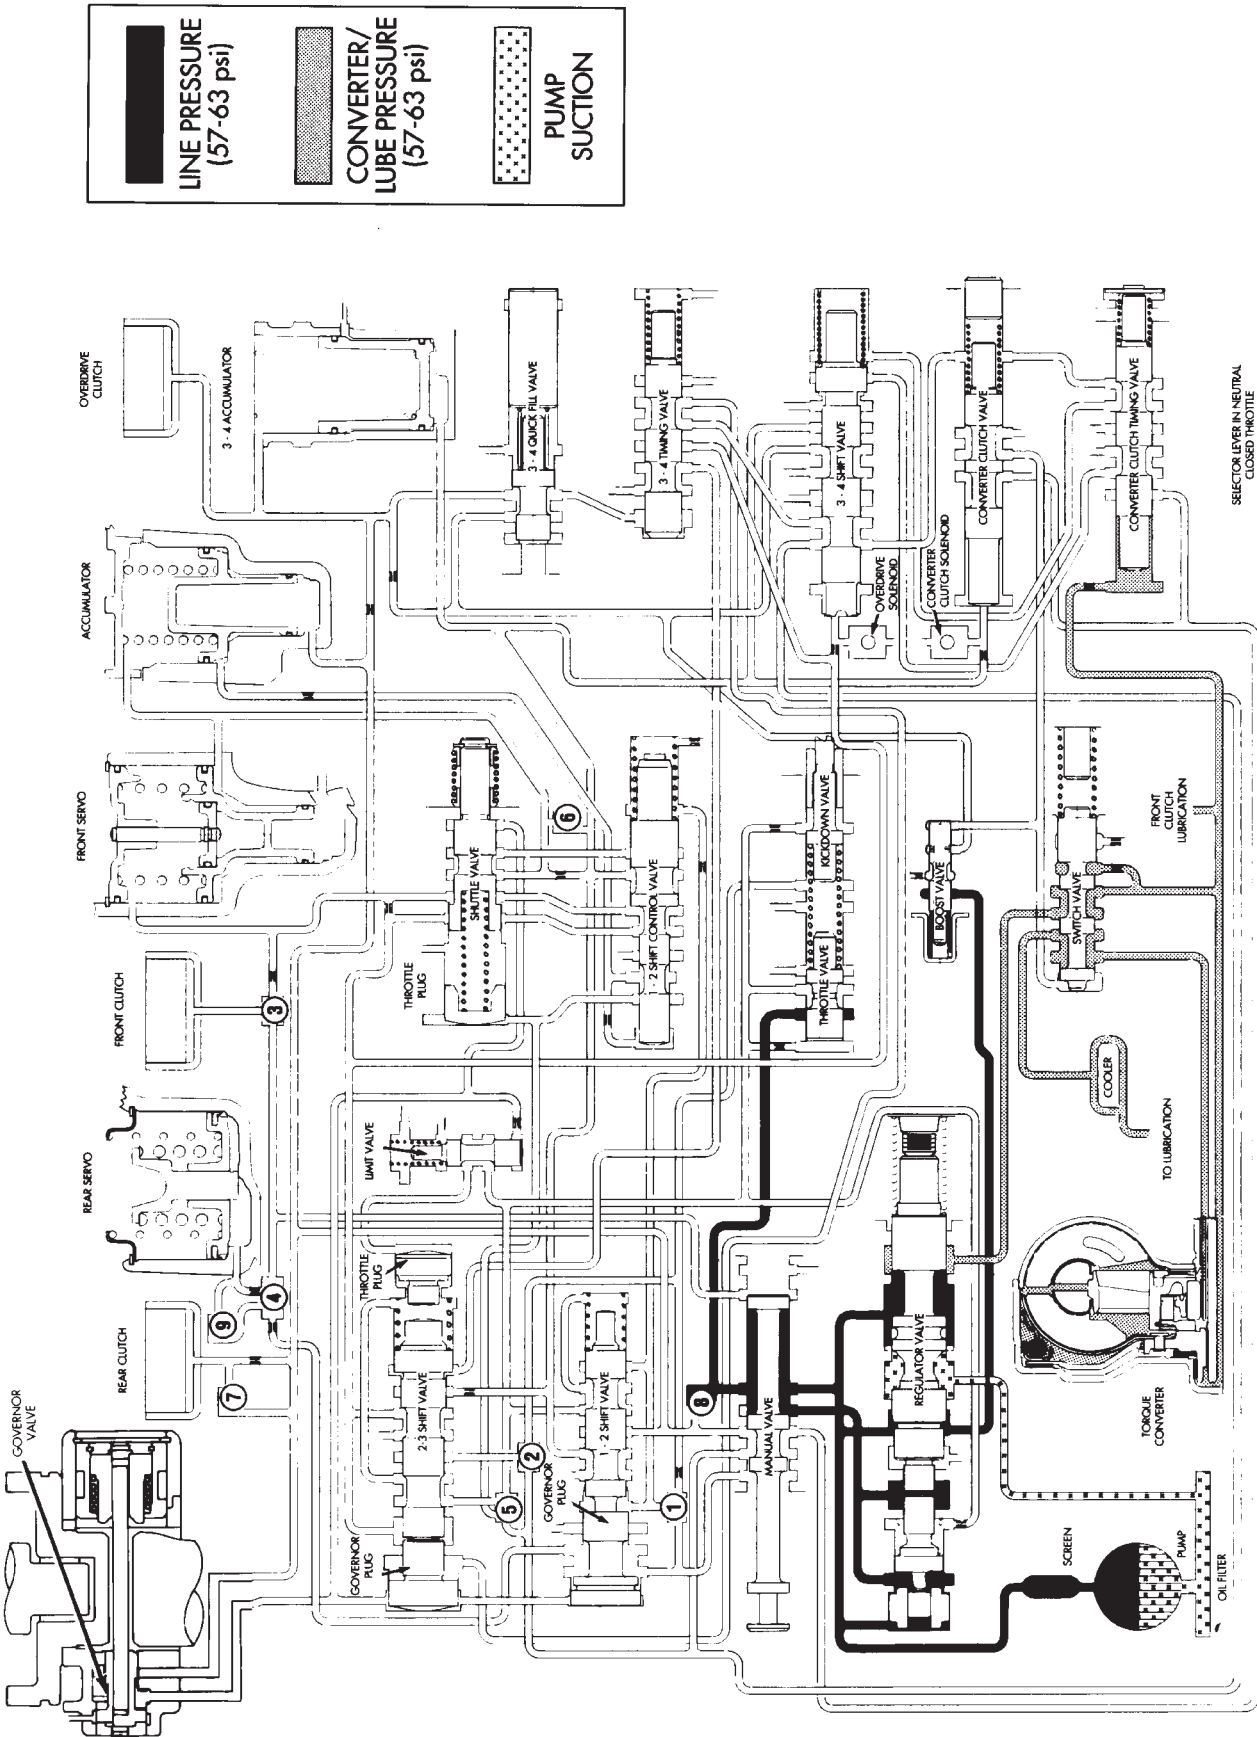 LINE PRESSURE
(57-63 psi)
CONVERTER/
LUBE PRESSURE
(57-63 psi)
PUMP
SUCTION
GOVERNOR
VALVE
REAR CLUTCH
REAR SERVO
FRONT CLUTCH
FRONT SERVO
ACCUMULATOR
OVERDRIVE
CLUTCH
3 - 4 ACCUMULATOR
7
9
4
3
GOVERNOR
PLUG
2-3 SHIFT VALVE
THROTTLE
PLUG
LIMIT VALVE
THROTTLE
PLUG
SHUTTLE VALVE
3 - 4 QUICK FILL VALVE
5
2
6
GOVERNOR
PLUG
1 - 2 SHIFT VALVE
- 2 SHIFT CONTROL VALVE
3 - 4 TIMING VALVE
1
8
MANUAL VALVE
THROTTLE VALVE
KICKDOWN VALVE
3 - 4 SHIFT VALVE
OVERDRIVE
SOLENOID
REGULATOR VALVE
BOOST VALVE
CONVERTER
CLUTCH SOLENOID
CONVERTER CLUTCH VALVE
SCREEN
PUMP
OIL FILTER
TORQUE
CONVERTER
TO LUBRICATION
COOLER
SWITCH VALVE
FRONT
CLUTCH
LUBRICATION
CONVERTER CLUTCH TIMING VALVE
SELECTOR LEVER IN NEUTRAL
CLOSED THROTTLE